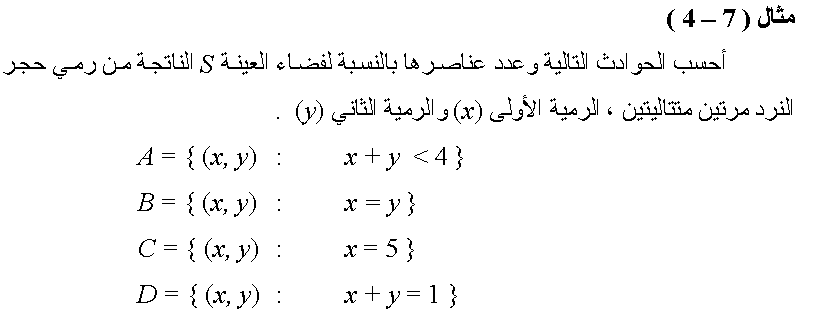 مثال ( 7 – 4 )
أحسب الحوادث التالية وعدد عناصرها بالنسبة لفضاء العينة S الناتجة من رمي حجر
النرد مرتين متتاليتين ، الرمية الأولى (x) والرمية الثاني (y) .
A = { (x, y) : x + y < 4 }
B = { (x, y) : x = y }
C = { (x, y) : x = 5 }
D = { (x, y) : x + y = 1 }